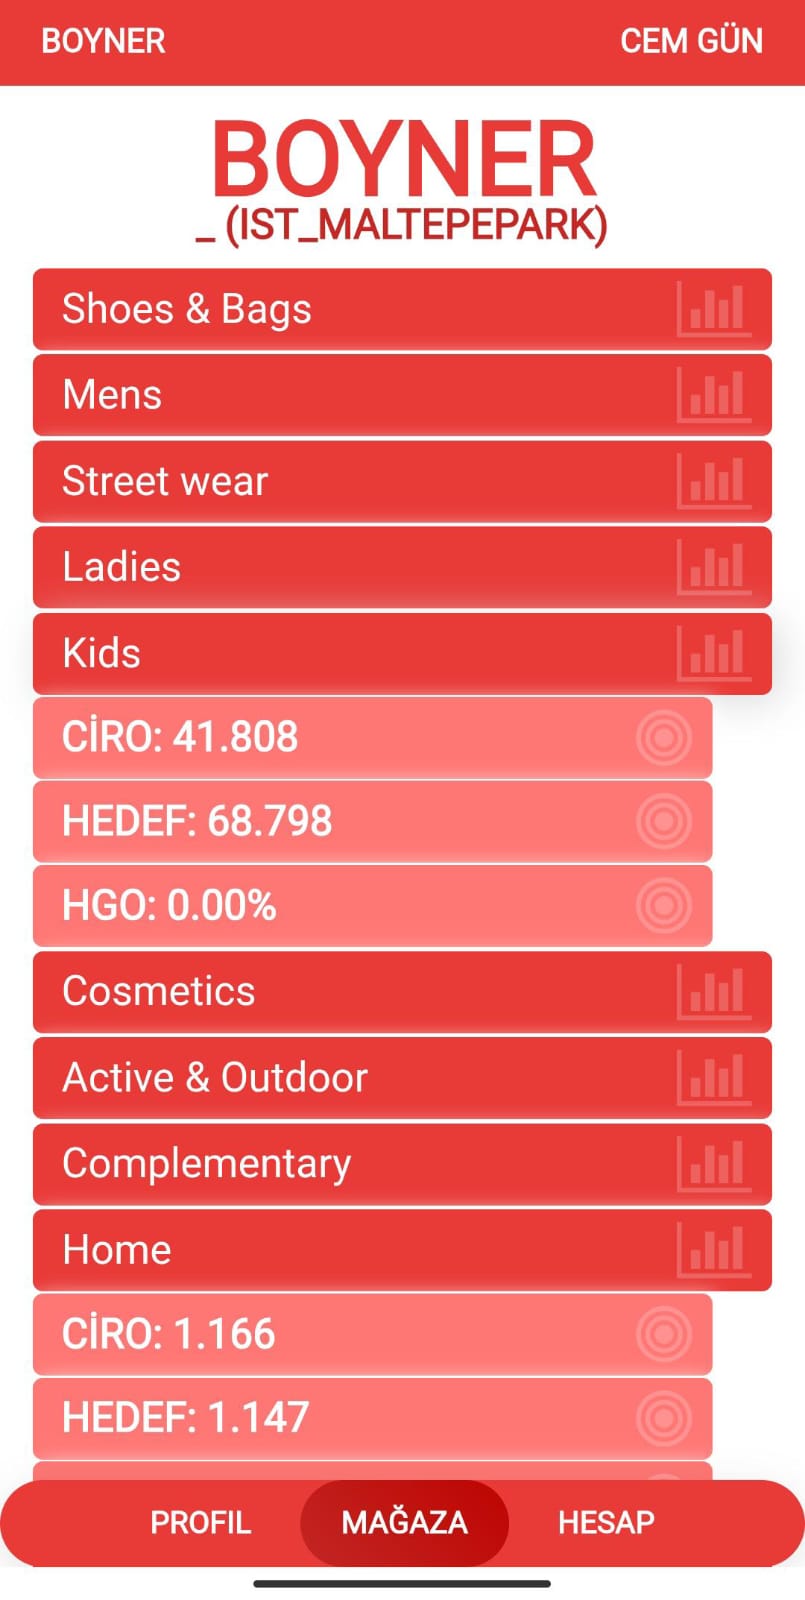 BOYNER CEM GÜN
BOYNER
_ (IST_MALTEPEPARK)
Shoes & Bags
Mens
Street wear
Ladies
Kids
CİRO: 41.808
HEDEF: 68.798
HGO: 0.00%
Cosmetics
Active & Outdoor
Complementary
Home
CİRO: 1.166
HEDEF: 1.147
PROFIL MAĞAZA HESAP